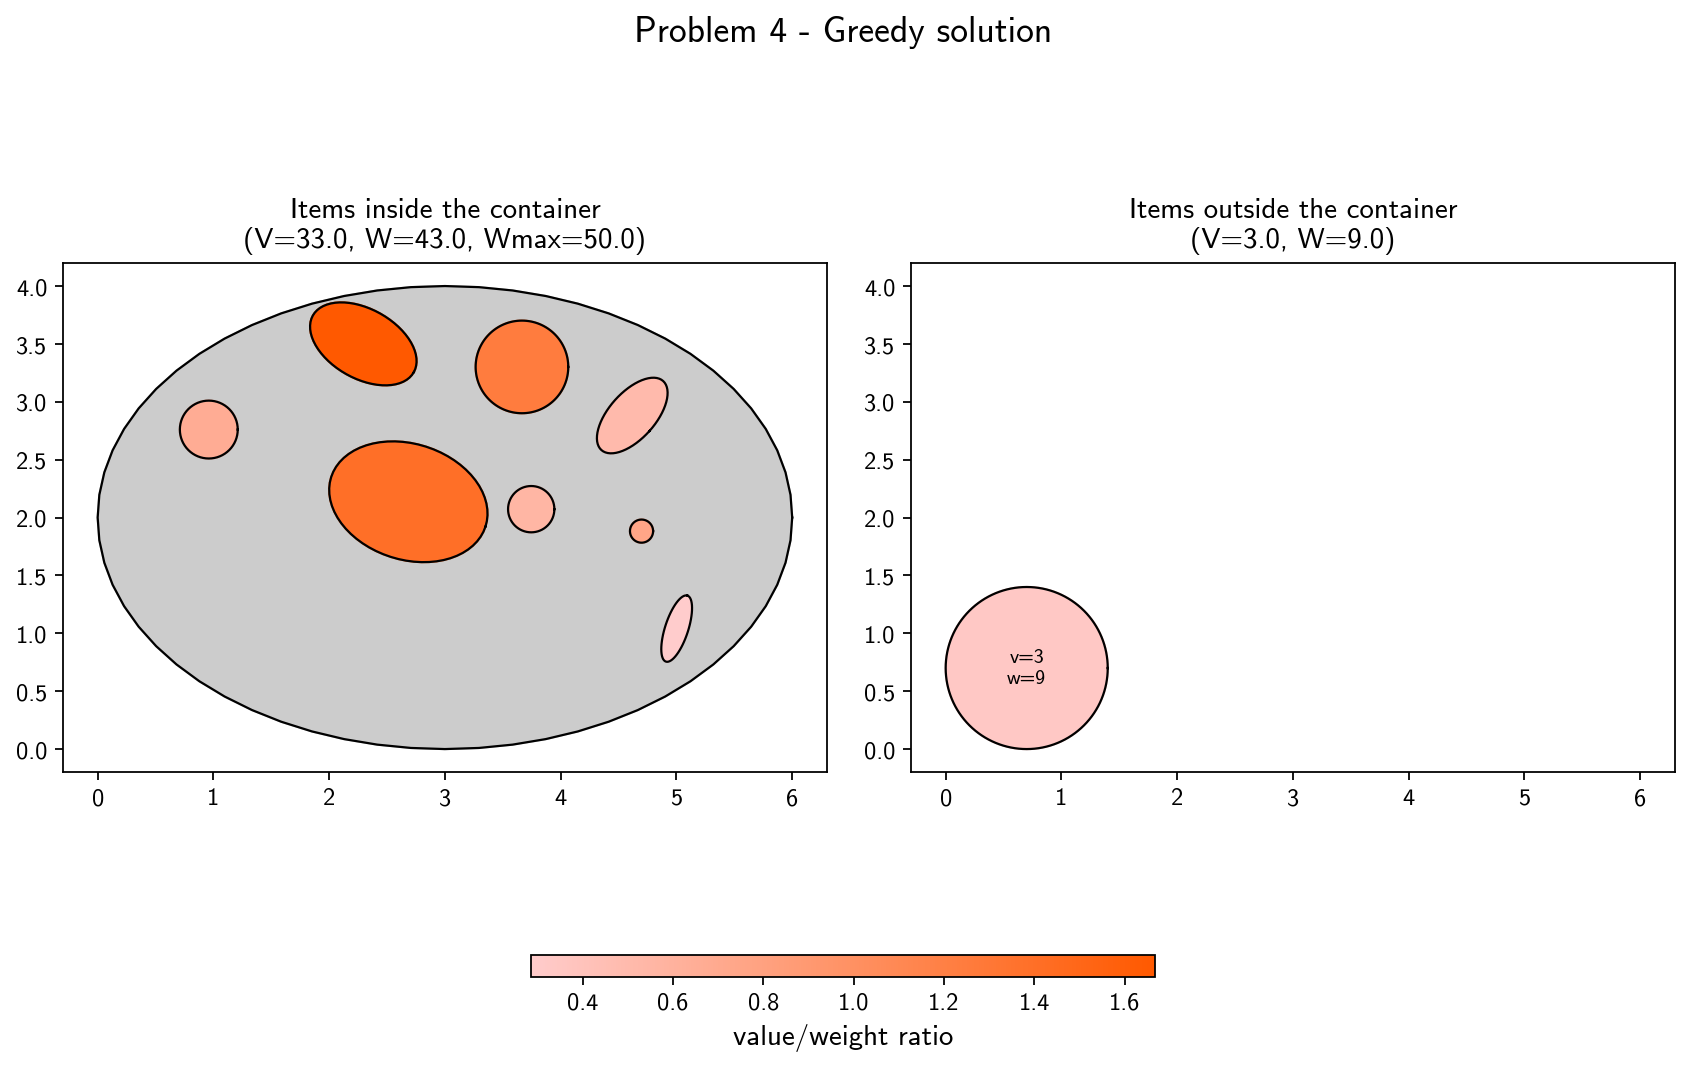 Problem 4 - Greedy solution
Items inside the container
(V=33.0, W=43.0, Wmax=50.0)
4.0
3.5
3.0
2.5
2.0
1.5
1.0
0.5
0.0
0 1 2 3 4 5 6
Items outside the container
(V=3.0, W=9.0)
4.0
3.5
3.0
2.5
2.0
1.5
1.0
0.5
0.0
v=3
w=9
0 1 2 3 4 5 6
0.4 0.6 0.8 1.0 1.2 1.4 1.6
value/weight ratio